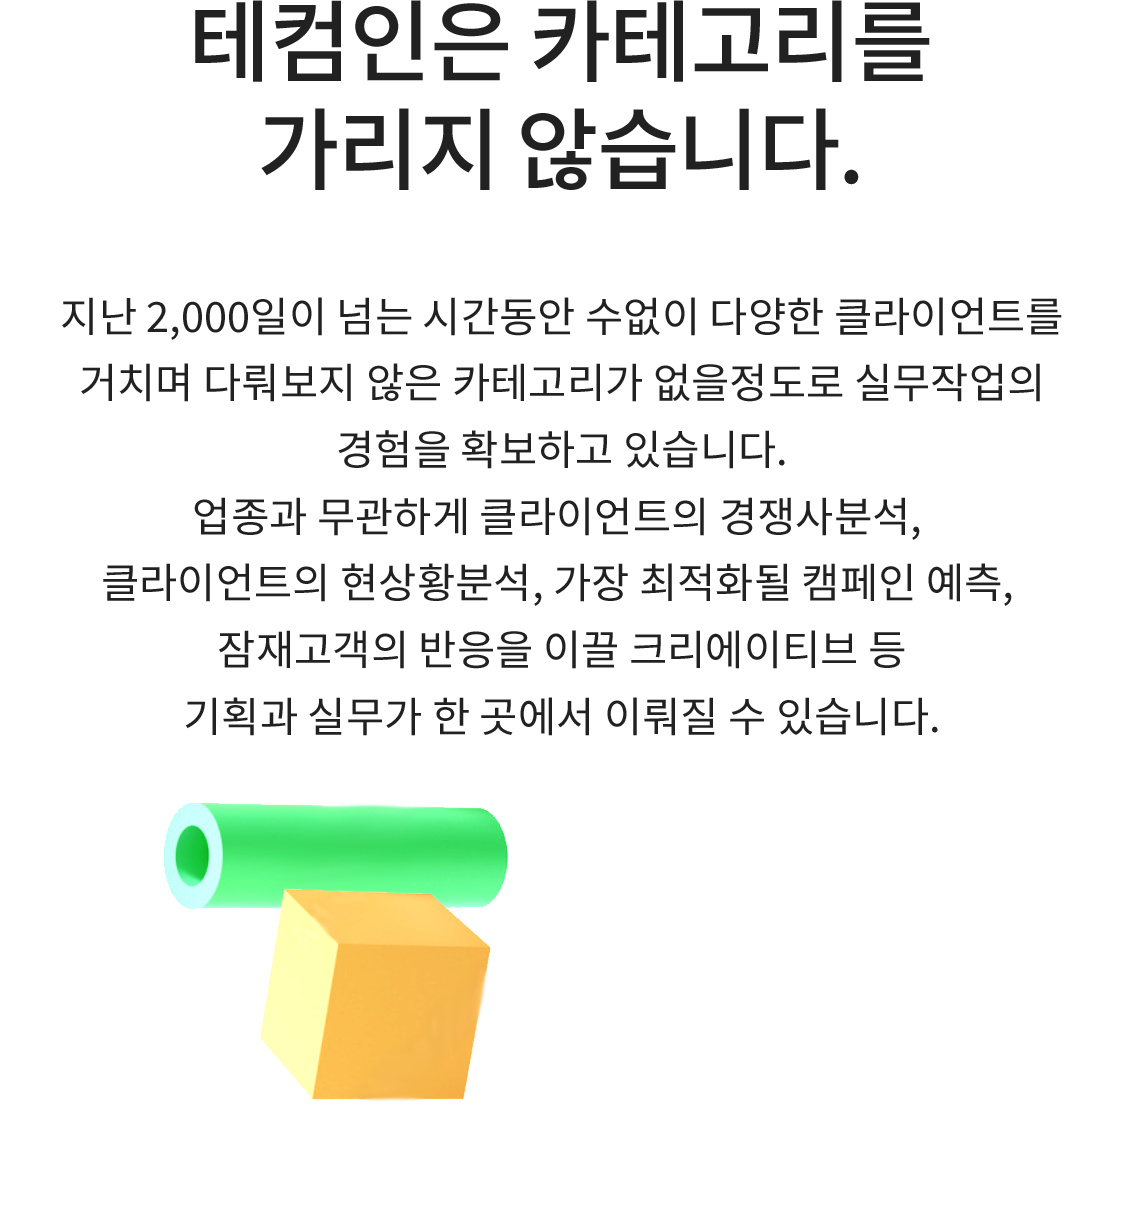 테컴인은 카테고리를
가리지 않습니다.
지난 2,000일이 넘는 시간동안 수없이 다양한 클라이언트를
거치며 다뤄보지 않은 카테고리가 없을정도로 실무작업의
경험을 확보하고 있습니다.
업종과 무관하게 클라이언트의 경쟁사분석,
클라이언트의 현상황분석, 가장 최적화될 캠페인 예측,
잠재고객의 반응을 이끌 크리에이티브 등
기획과 실무가 한 곳에서 이뤄질 수 있습니다.